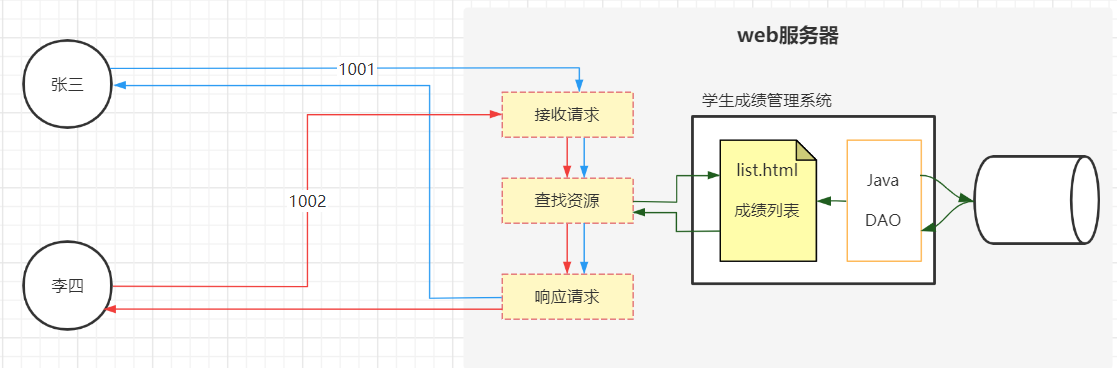 web服务器
张三
1001
学生成绩管理系统
接收请求
list.html
成绩列表
Java
DAO
查找资源
1002
李四
响应请求